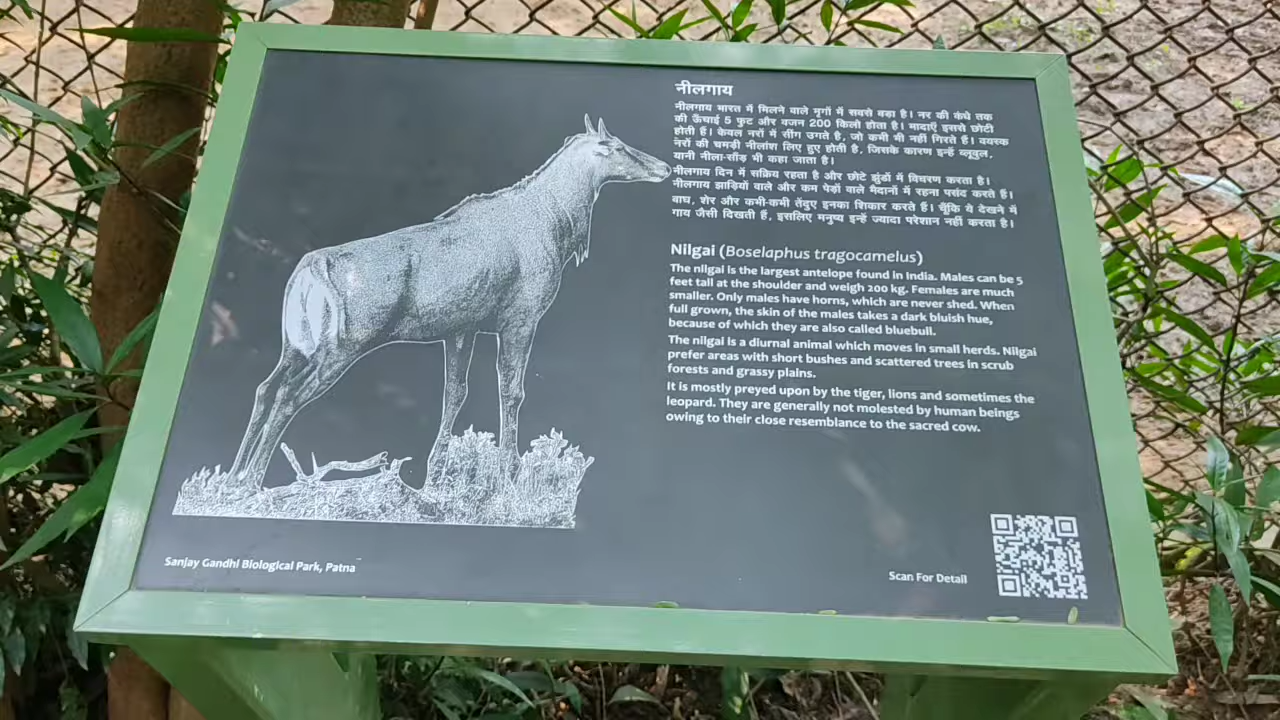 नीलगाय
नीलगाय भारत में मिलने वाले मृगों में सबसे बड़ा है। नर की कंधे तक
की ऊँचाई 5 फुट और वजन 200 किलो होता है। मादाएँ इससे छोटी
होती हैं। केवल नरों में सींग उगते है, जो कभी भी नहीं गिरते हैं। वयस्क
नरों की चमड़ी नीलांश लिए हुए होती है, जिसके कारण इन्हें ब्लूबुल,
यानी नीला-साँड़ भी कहा जाता है।
नीलगाय दिन में सक्रिय रहता है और छोटे झुंडों में विचरण करता है।
नीलगाय झाड़ियों वाले और कम पेड़ों वाले मैदानों में रहना पसंद करते हैं।
बाघ, शेर और कभी-कभी तेंदुए इनका शिकार करते हैं। चूँकि ये देखने में
गाय जैसी दिखती हैं, इसलिए मनुष्य इन्हें ज्यादा परेशान नहीं करता है।
Nilgai (Boselaphus tragocamelus)
The nilgai is the largest antelope found in India. Males can be 5
feet tall at the shoulder and weigh 200 kg. Females are much
smaller. Only males have horns, which are never shed. When
full grown, the skin of the males takes a dark bluish hue,
because of which they are also called bluebull.
The nilgai is a diurnal animal which moves in small herds. Nilgai
prefer areas with short bushes and scattered trees in scrub
forests and grassy plains.
It is mostly preyed upon by the tiger, lions and sometimes the
leopard. They are generally not molested by human beings
owing to their close resemblance to the sacred cow.
Sanjay Gandhi Biological Park, Patna
Scan For Detail